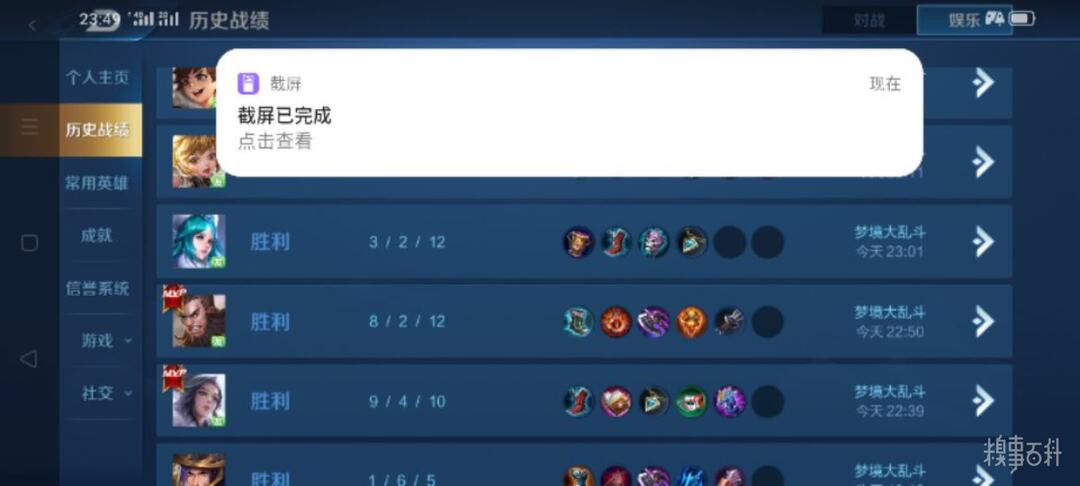 23:49
历史战绩
对战
娱乐
个人主页
历史战绩
常用英雄
成就
信誉系统
游戏
社交
截屏
现在
截屏已完成
点击查看
胜利
3 / 2 / 12
梦境大乱斗
今天 23:01
MVP
胜利
8 / 2 / 12
梦境大乱斗
今天 22:50
MVP
胜利
9 / 4 / 10
梦境大乱斗
今天 22:39
胜利
1 / 6 / 5
梦境大乱斗
糗事百科